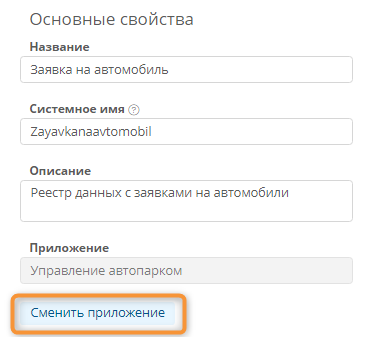 Основные свойства
Название
Заявка на автомобиль
Системное имя ?
Zayavkanaavtomobil
Описание
Реестр данных с заявками на автомобили
Приложение
Управление автопарком
Сменить приложение